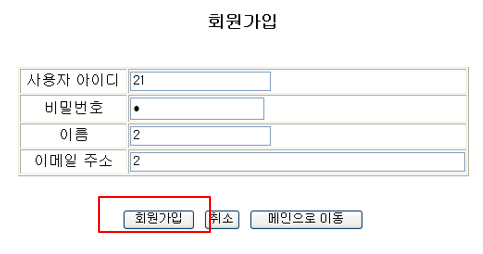 회원가입
사용자 아이디 21
비밀번호 ●
이름 2
이메일 주소 2
회원가입 취소 메인으로 이동